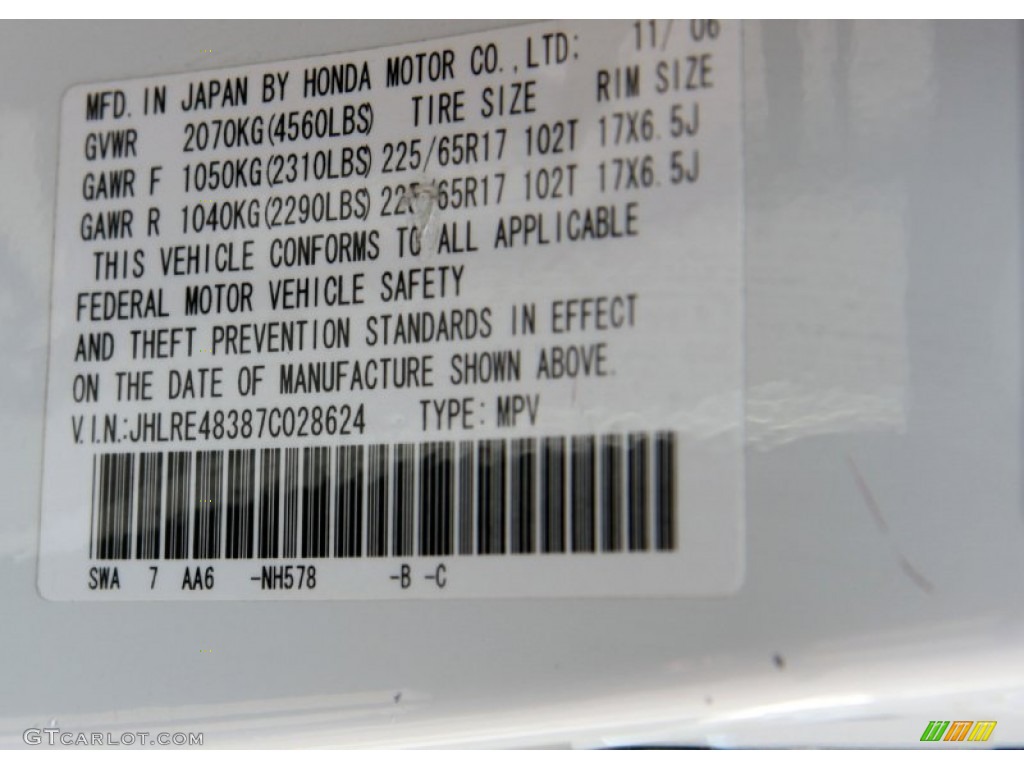 MFD. IN JAPAN BY HONDA MOTOR CO., LTD: 11/ 06
GVWR 2070KG(4560LBS) TIRE SIZE RIM SIZE
GAWR F 1050KG(2310LBS) 225/65R17 102T 17X6.5J
GAWR R 1040KG(2290LBS) 225/65R17 102T 17X6.5J
THIS VEHICLE CONFORMS TO ALL APPLICABLE
FEDERAL MOTOR VEHICLE SAFETY
AND THEFT PREVENTION STANDARDS IN EFFECT
ON THE DATE OF MANUFACTURE SHOWN ABOVE.
V.I.N.:JHLRE48387C028624 TYPE: MPV
SWA 7 AA6 -NH578 -B -C
GTCARLOT.COM